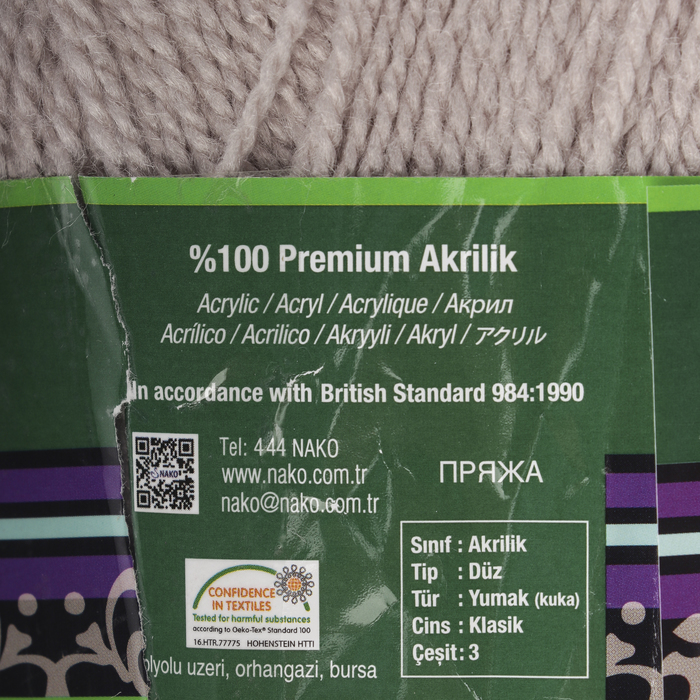 %100 Premium Akrilik
Acrylic / Acryl / Acrylique / Акрил
Acrílico / Acrilico / Akryyli / Akryl / アクリル
In accordance with British Standard 984:1990
NAKO
Tel: 444 NAKO
www.nako.com.tr
nako@nako.com.tr
ПРЯЖА
CONFIDENCE
IN TEXTILES
Tested for harmful substances
according to Oeko-Tex® Standard 100
16.HTR.77775 HOHENSTEIN HTTI
Sınıf : Akrilik
Tip : Düz
Tür : Yumak (kuka)
Cins : Klasik
Çeşit : 3
uzeri, orhangazi, bursa